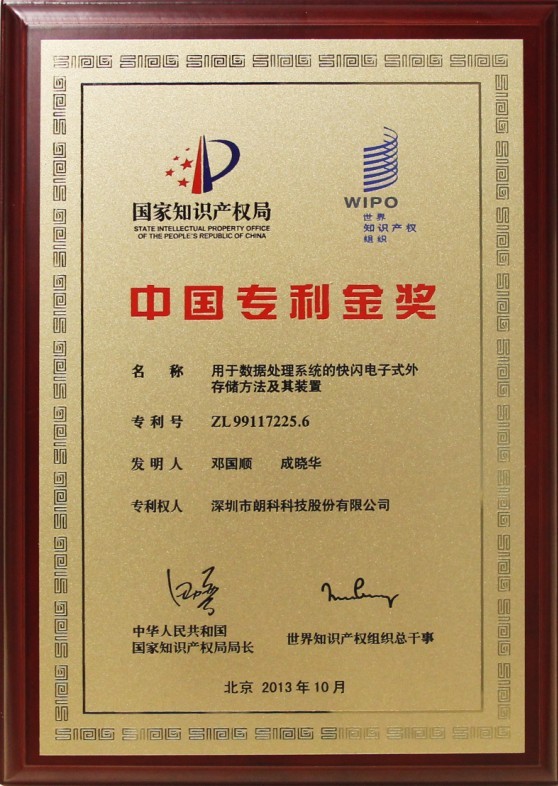 国家知识产权局
STATE INTELLECTUAL PROPERTY OFFICE
OF THE PEOPLE'S REPUBLIC OF CHINA
WIPO
世界
知识产权
组织
中国专利金奖
名 称 用于数据处理系统的快闪电子式外
存储方法及其装置
专利号 ZL 99117225.6
发明人 邓国顺 成晓华
专利权人 深圳市朗科科技股份有限公司
中华人民共和国
国家知识产权局局长
世界知识产权组织总干事
北京 2013年10月